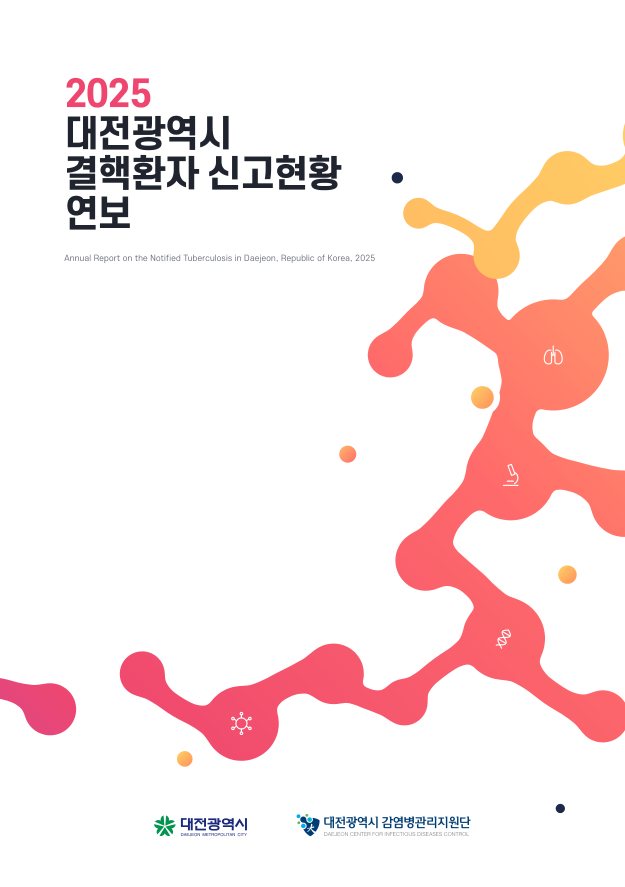 2025
대전광역시
결핵환자 신고현황
연보
Annual Report on the Notified Tuberculosis in Daejeon, Republic of Korea, 2025
대전광역시
DAEJEON METROPOLITAN CITY
대전광역시 감염병관리지원단
DAEJEON CENTER FOR INFECTIOUS DISEASES CONTROL